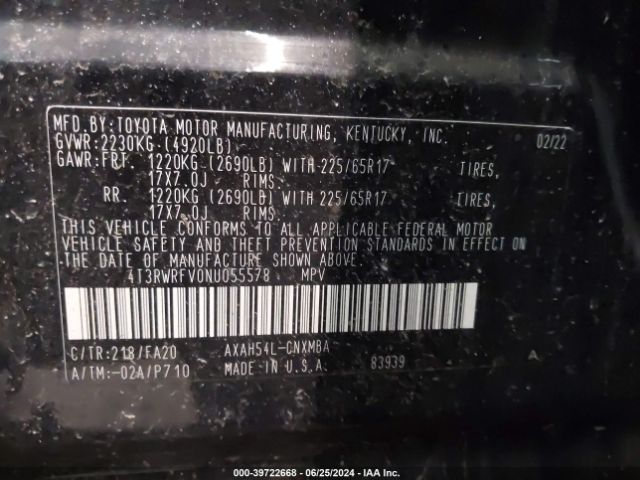 MFD.BY:TOYOTA MOTOR MANUFACTURING, KENTUCKY, INC. 02/22
GVWR:2230KG (4920LB)
GAWR:FRT. 1220KG (2690LB) WITH 225/65R17 TIRES,
17X7.0J RIMS.
RR. 1220KG (2690LB) WITH 225/65R17 TIRES,
17X7.0J RIMS.
THIS VEHICLE CONFORMS TO ALL APPLICABLE FEDERAL MOTOR
VEHICLE SAFETY AND THEFT PREVENTION STANDARDS IN EFFECT ON
THE DATE OF MANUFACTURE SHOWN ABOVE.
4T3RWRFV0NU055578 MPV
C/TR:218/FA20 AXAH54L-CNXMBA
A/TM:-02A/P710 MADE IN U.S.A. 83939 A
000-39722668 - 06/25/2024 - IAA Inc.